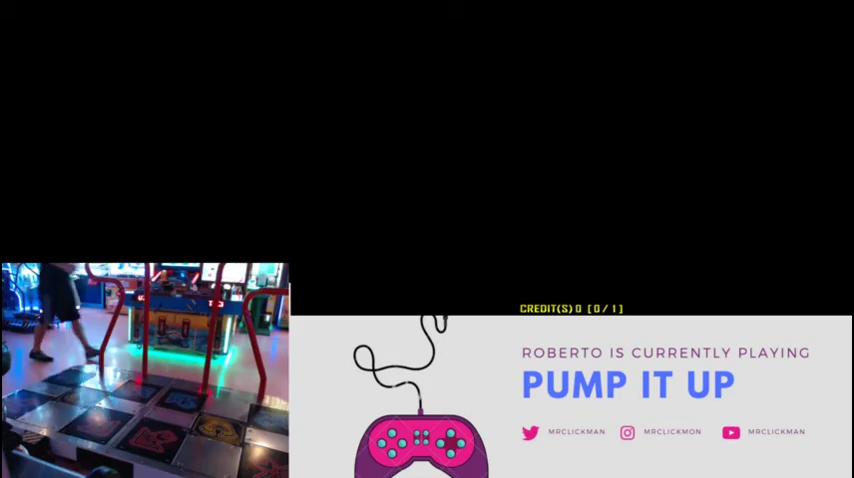 CREDIT(S) 0 [ 0 / 1 ]
ROBERTO IS CURRENTLY PLAYING
PUMP IT UP
MRCLICKMAN MRCLICKMON MRCLICKMAN